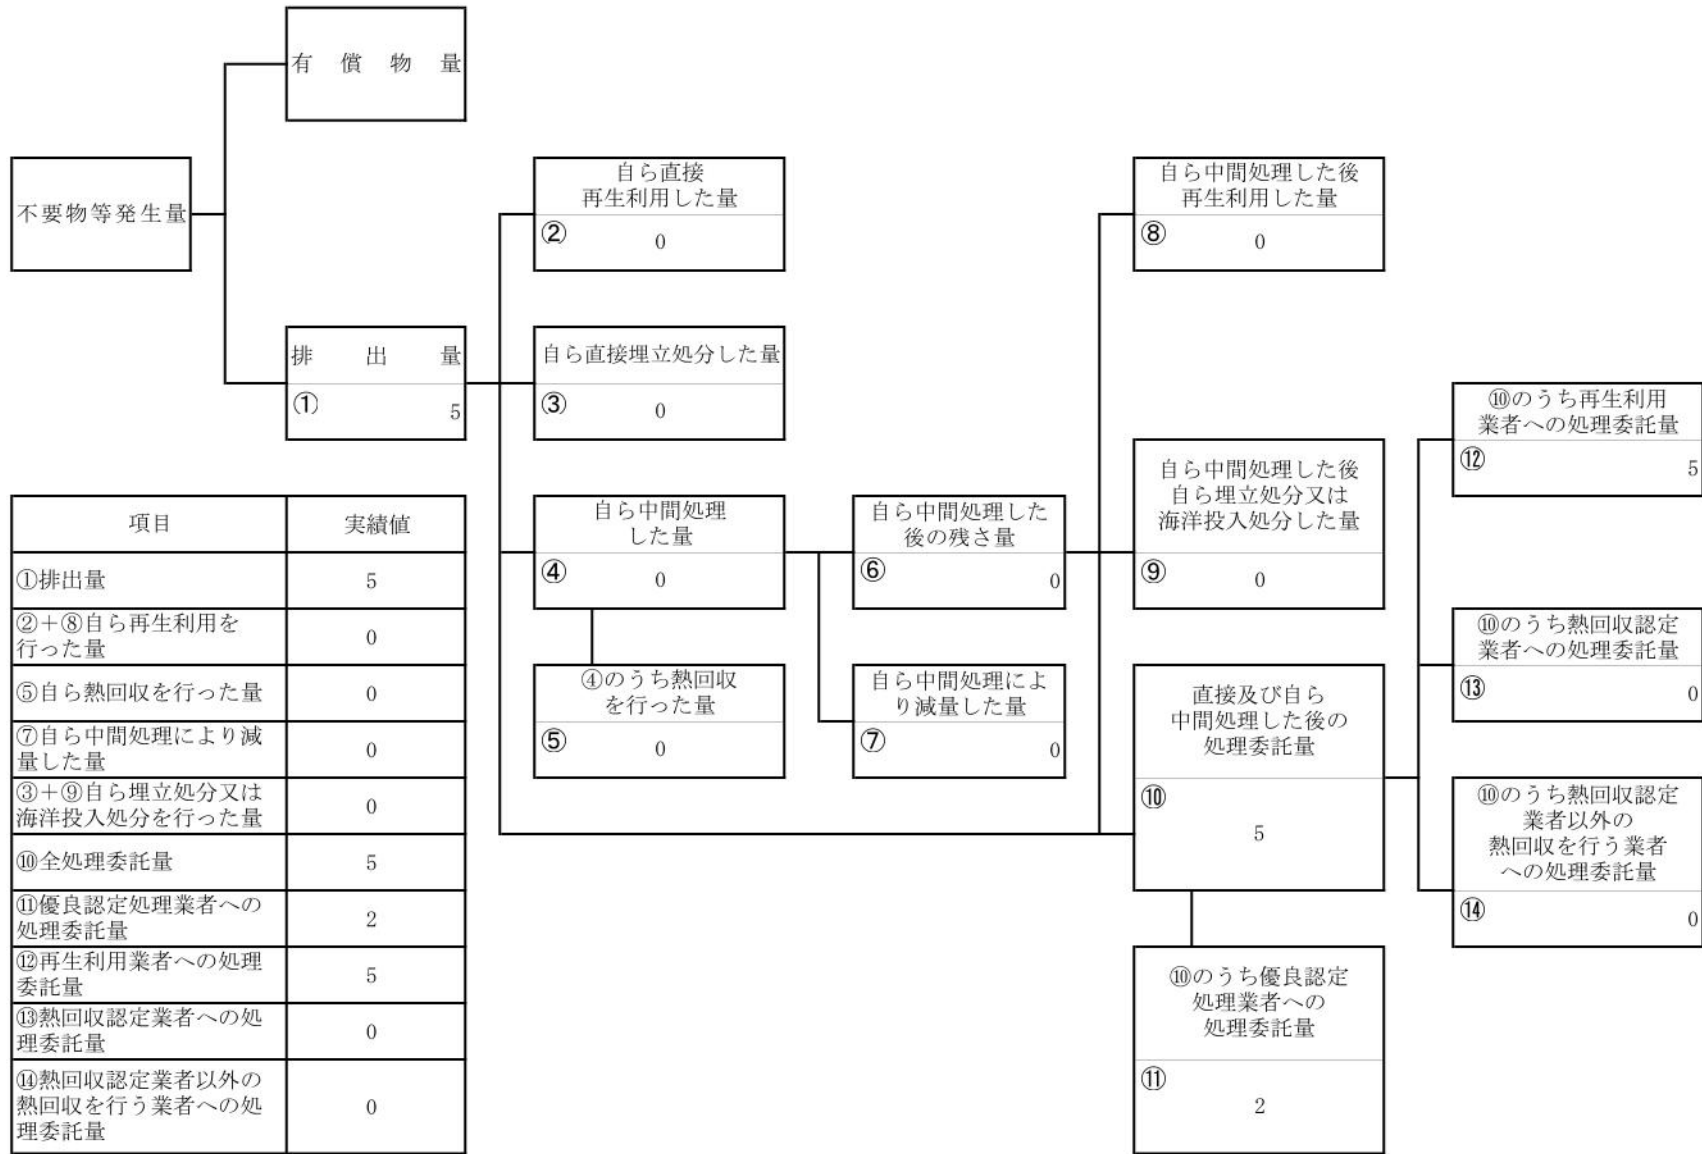 有償物量
不要物等発生量
排出量
①
5
自ら直接
再生利用した量
②
0
自ら直接埋立処分した量
③
0
自ら中間処理
した量
④
0
④のうち熱回収
を行った量
⑤
0
自ら中間処理した
後の残さ量
⑥
0
自ら中間処理によ
り減量した量
⑦
0
自ら中間処理した後
再生利用した量
⑧
0
自ら中間処理した後
自ら埋立処分又は
海洋投入処分した量
⑨
0
直接及び自ら
中間処理した後の
処理委託量
⑩
5
⑩のうち優良認定
処理業者への
処理委託量
⑪
2
⑩のうち再生利用
業者への処理委託量
⑫
5
⑩のうち熱回収認定
業者への処理委託量
⑬
0
⑩のうち熱回収認定
業者以外の
熱回収を行う業者
への処理委託量
⑭
0
項目 実績値
①排出量 5
②+⑧自ら再生利用を
行った量
0
⑤自ら熱回収を行った量 0
⑦自ら中間処理により減
量した量
0
③+⑨自ら埋立処分又は
海洋投入処分を行った量
0
⑩全処理委託量 5
⑪優良認定処理業者への
処理委託量
2
⑫再生利用業者への処理
委託量
5
⑬熱回収認定業者への処
理委託量
0
⑭熱回収認定業者以外の
熱回収を行う業者への処
理委託量
0